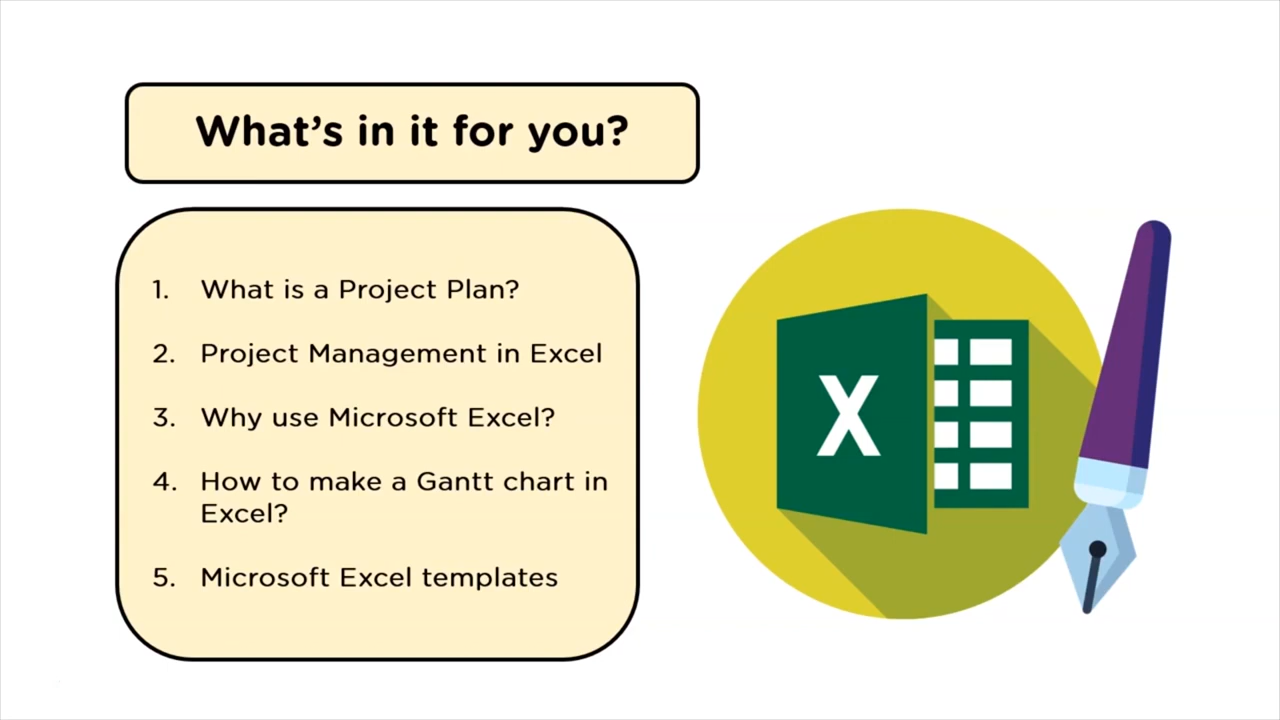 What's in it for you?
1. What is a Project Plan?
2. Project Management in Excel
3. Why use Microsoft Excel?
4. How to make a Gantt chart in
Excel?
5. Microsoft Excel templates
X